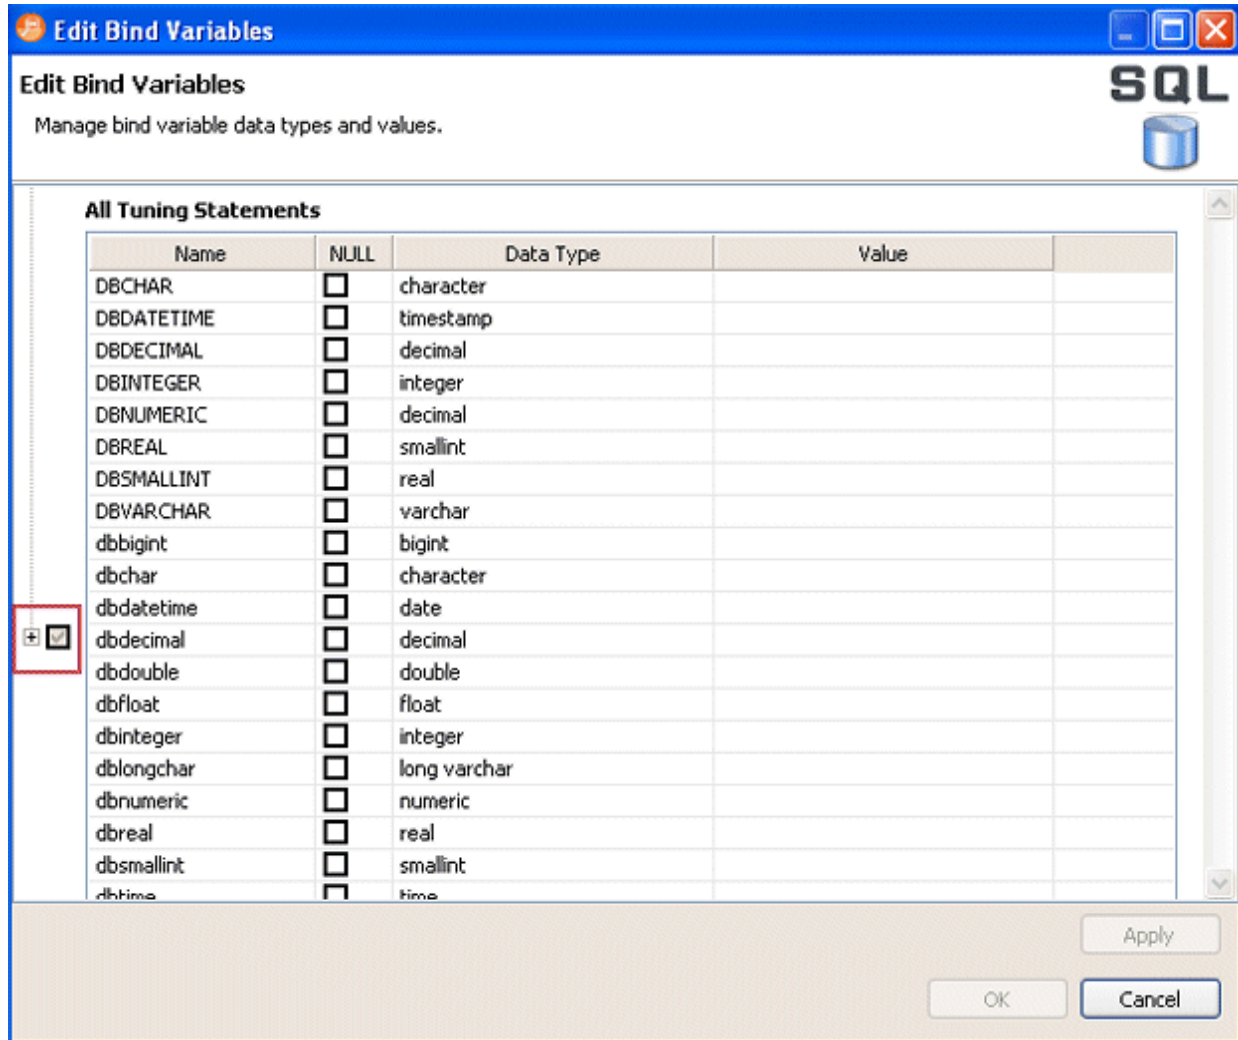 Edit Bind Variables
Edit Bind Variables
SQL
Manage bind variable data types and values.
All Tuning Statements
Name NULL Data Type Value
DBCHAR character
DBDATETIME timestamp
DBDECIMAL decimal
DBINTEGER integer
DBNUMERIC decimal
DBREAL smallint
DBSMALLINT real
DBVARCHAR varchar
dbbigint bigint
dbchar character
dbdatetime date
dbdecimal decimal
dbdouble double
dbfloat float
dbinteger integer
dblongchar long varchar
dbnumeric numeric
dbreal real
dbsmallint smallint
dbtime time
Apply
OK Cancel